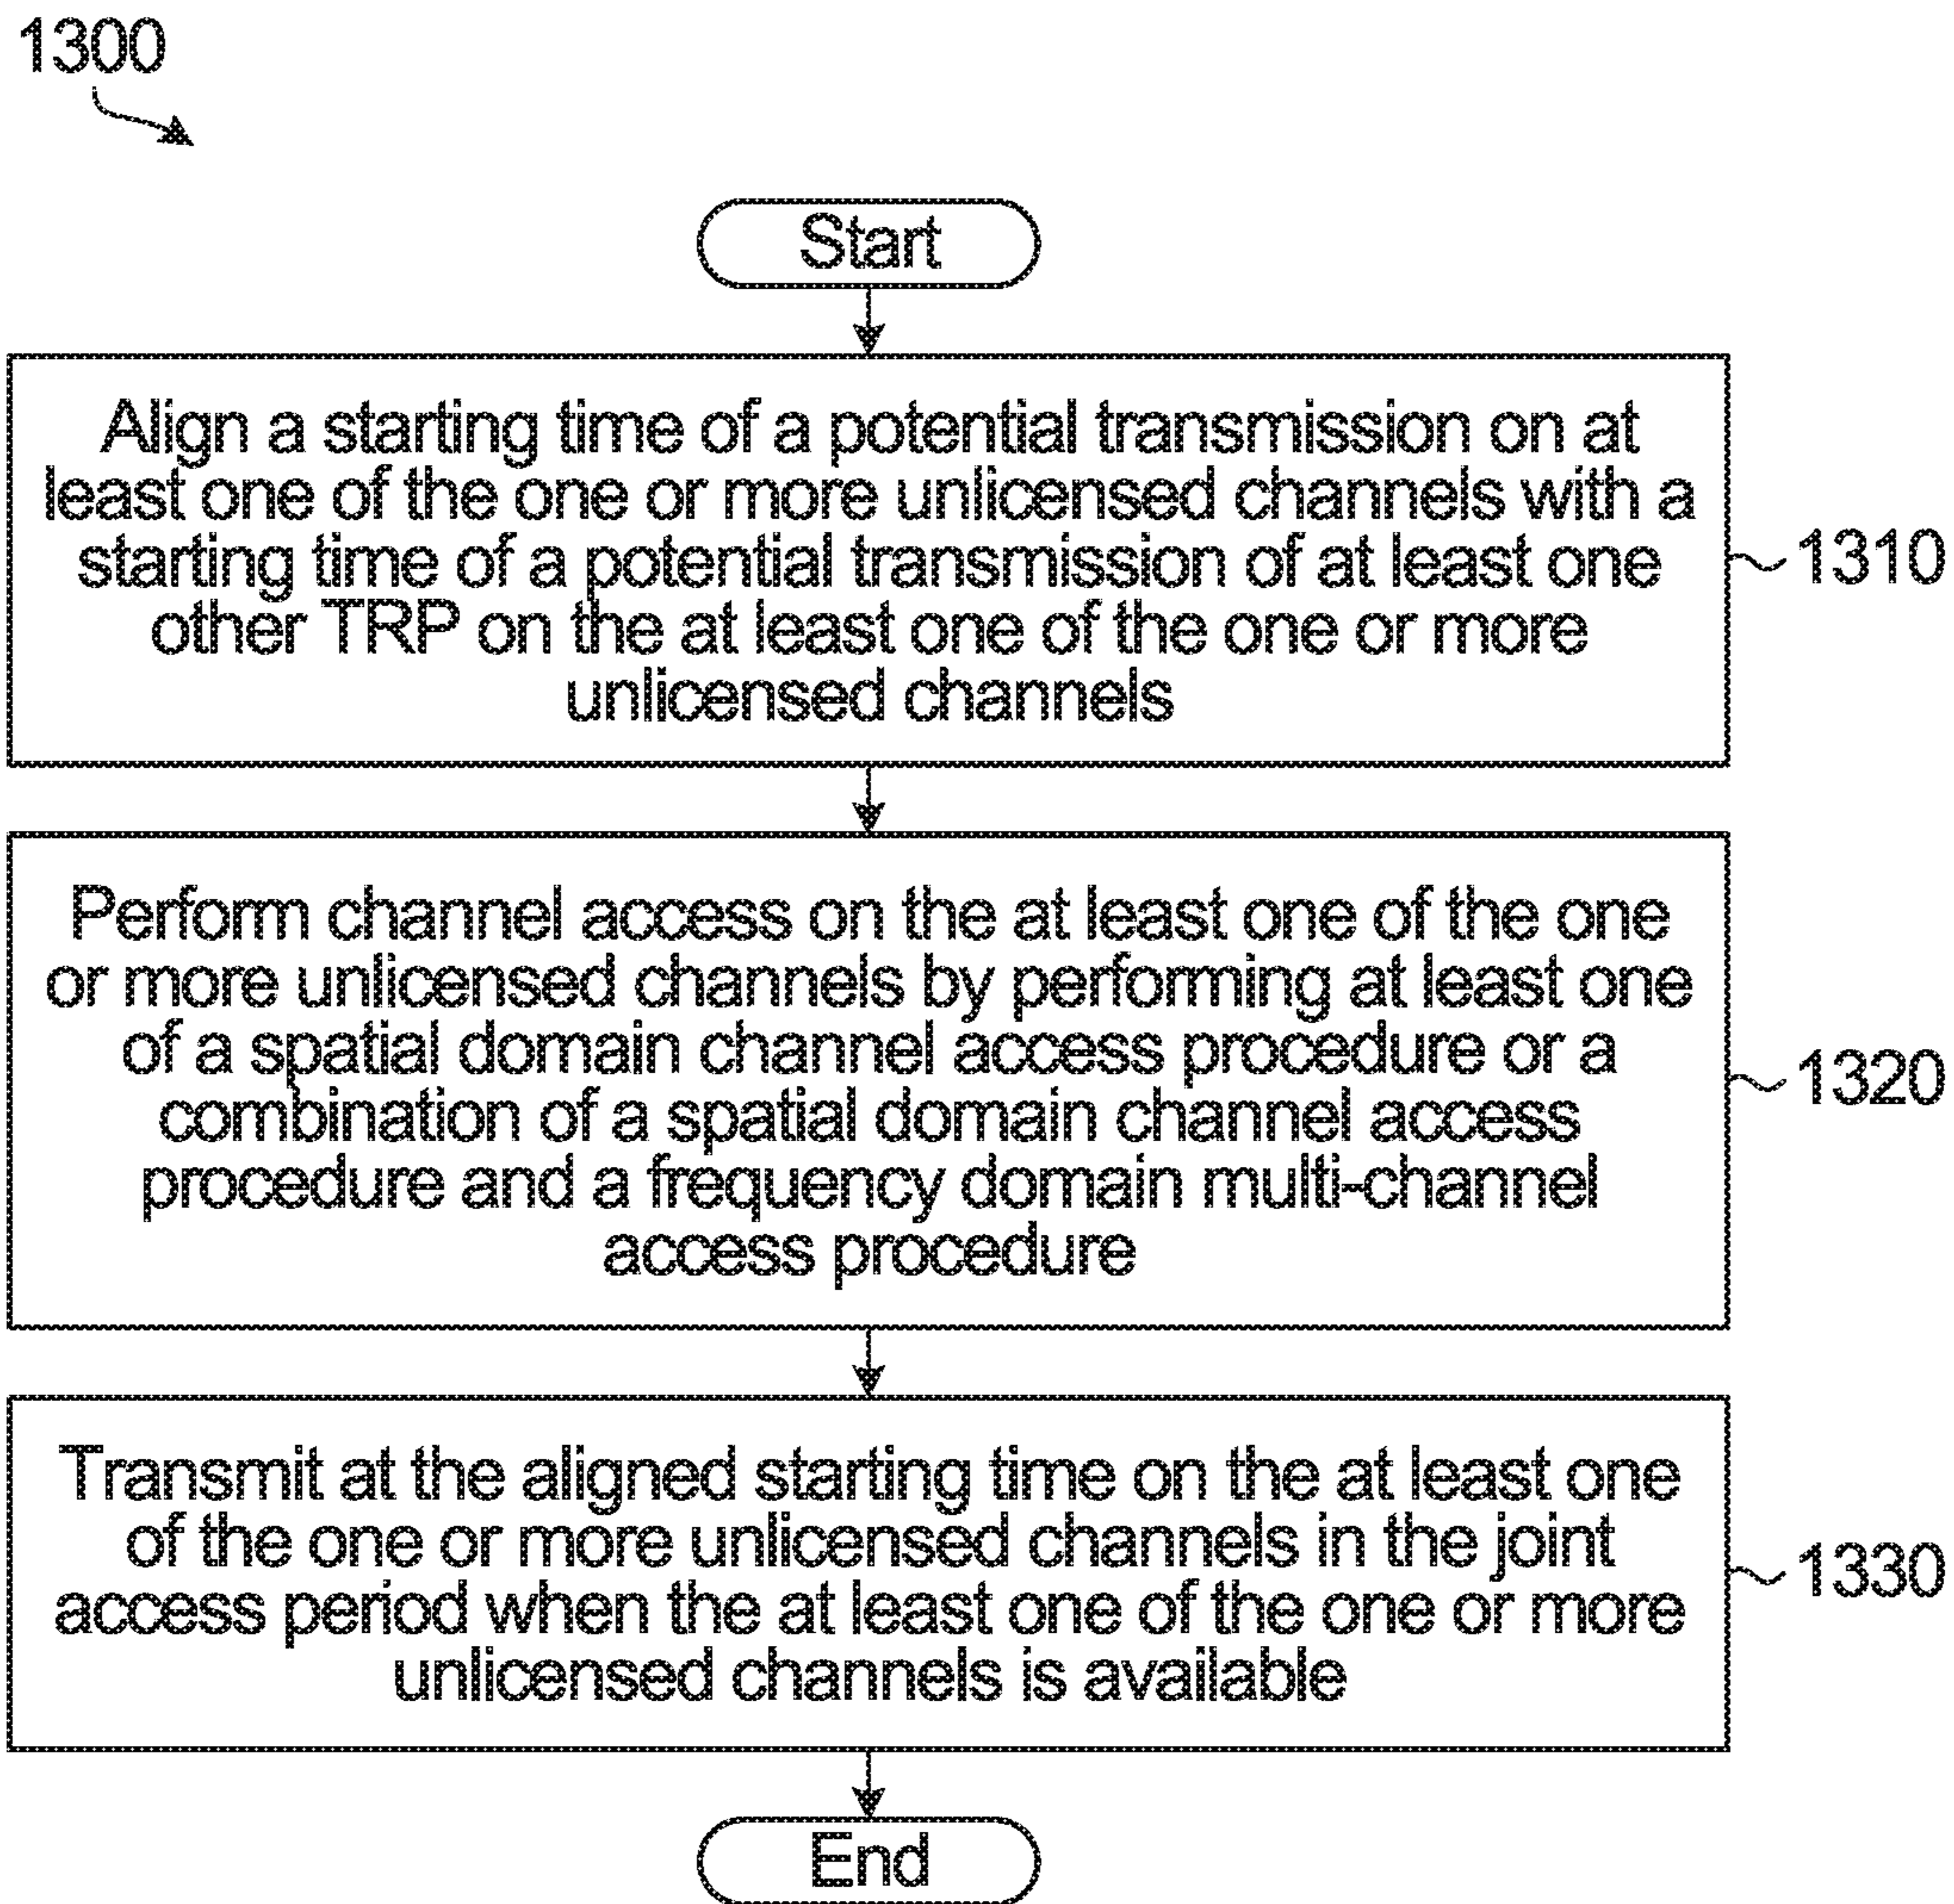 1300
Start
Align a starting time of a potential transmission on at
least one of the one or more unlicensed channels with a
starting time of a potential transmission of at least one
other TRP on the at least one of the one or more
unlicensed channels
1310
Perform channel access on the at least one of the one
or more unlicensed channels by performing at least one
of a spatial domain channel access procedure or a
combination of a spatial domain channel access
procedure and a frequency domain multi-channel
access procedure
1320
Transmit at the aligned starting time on the at least one
of the one or more unlicensed channels in the joint
access period when the at least one of the one or more
unlicensed channels is available
1330
End